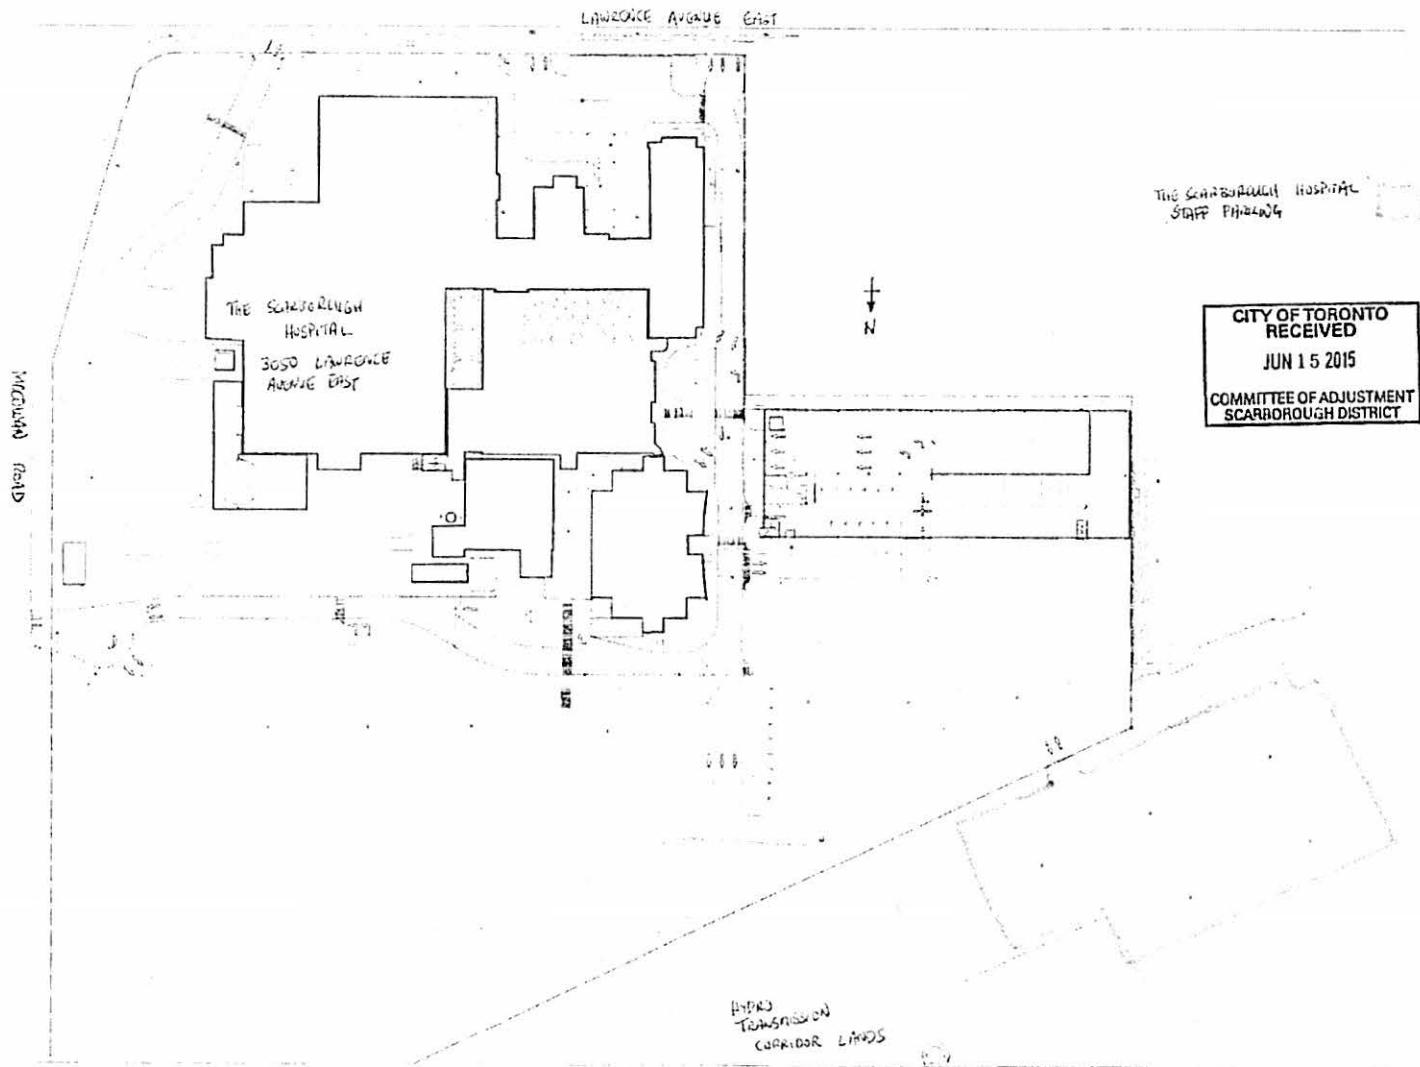 LAWRENCE AVENUE EAST
THE SCARBOROUGH HOSPITAL
STAFF PARKING
THE SCARBOROUGH
HOSPITAL
3050 LAWRENCE
AVENUE EAST
N
CITY OF TORONTO
RECEIVED
JUN 15 2015
COMMITTEE OF ADJUSTMENT
SCARBOROUGH DISTRICT
MCCOWAN ROAD
HYDRO
TRANSMISSION
CORRIDOR LANDS